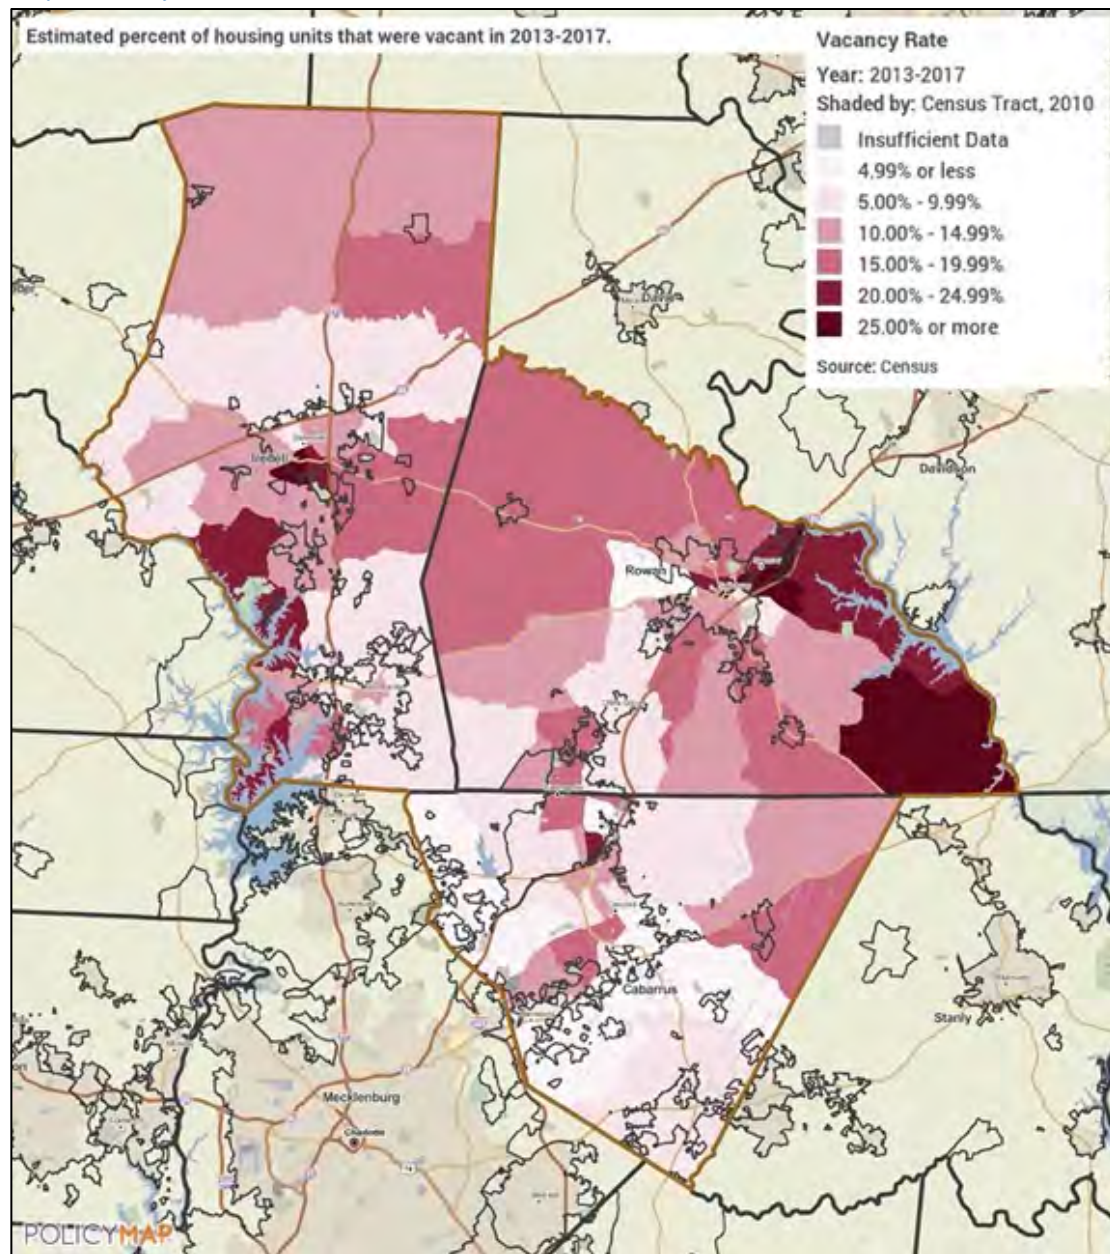 Estimated percent of housing units that were vacant in 2013-2017.
Vacancy Rate
Year: 2013-2017
Shaded by: Census Tract, 2010
Insufficient Data
4.99% or less
5.00% - 9.99%
10.00% - 14.99%
15.00% - 19.99%
20.00% - 24.99%
25.00% or more
Source: Census
Davie
Iredell
Davidson
Rowan
Cabarrus
Stanly
Mecklenburg
Charlotte
POLICYMAP